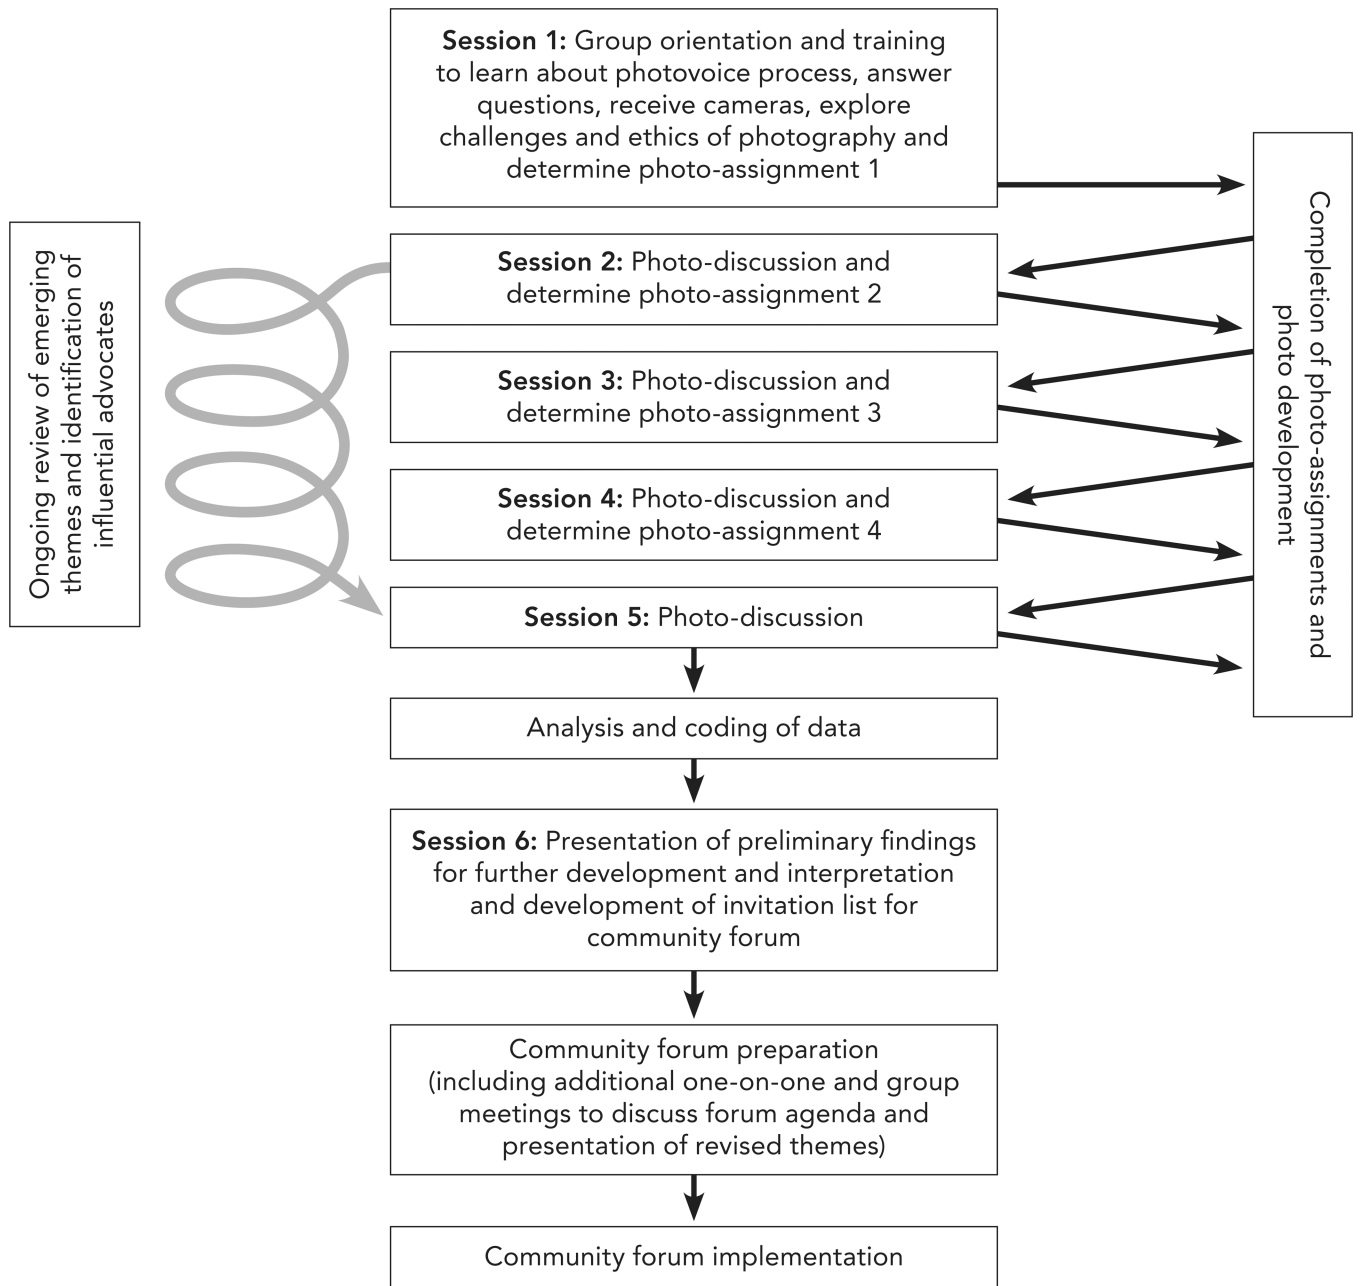 Session 1: Group orientation and training
to learn about photovoice process, answer
questions, receive cameras, explore
challenges and ethics of photography and
determine photo-assignment 1
Ongoing review of emerging
themes and identification of
influential advocates
Session 2: Photo-discussion and
determine photo-assignment 2
Session 3: Photo-discussion and
determine photo-assignment 3
Session 4: Photo-discussion and
determine photo-assignment 4
Session 5: Photo-discussion
Completion of photo-assignments and
photo development
Analysis and coding of data
Session 6: Presentation of preliminary findings
for further development and interpretation
and development of invitation list for
community forum
Community forum preparation
(including additional one-on-one and group
meetings to discuss forum agenda and
presentation of revised themes)
Community forum implementation